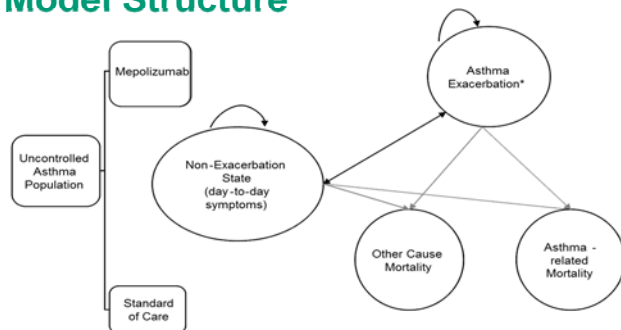 Model Structure
Mepolizumab
Uncontrolled
Asthma
Population
Standard
of Care
Non-Exacerbation
State
(day-to-day
symptoms)
Asthma
Exacerbation*
Other Cause
Mortality
Asthma -
related
Mortality